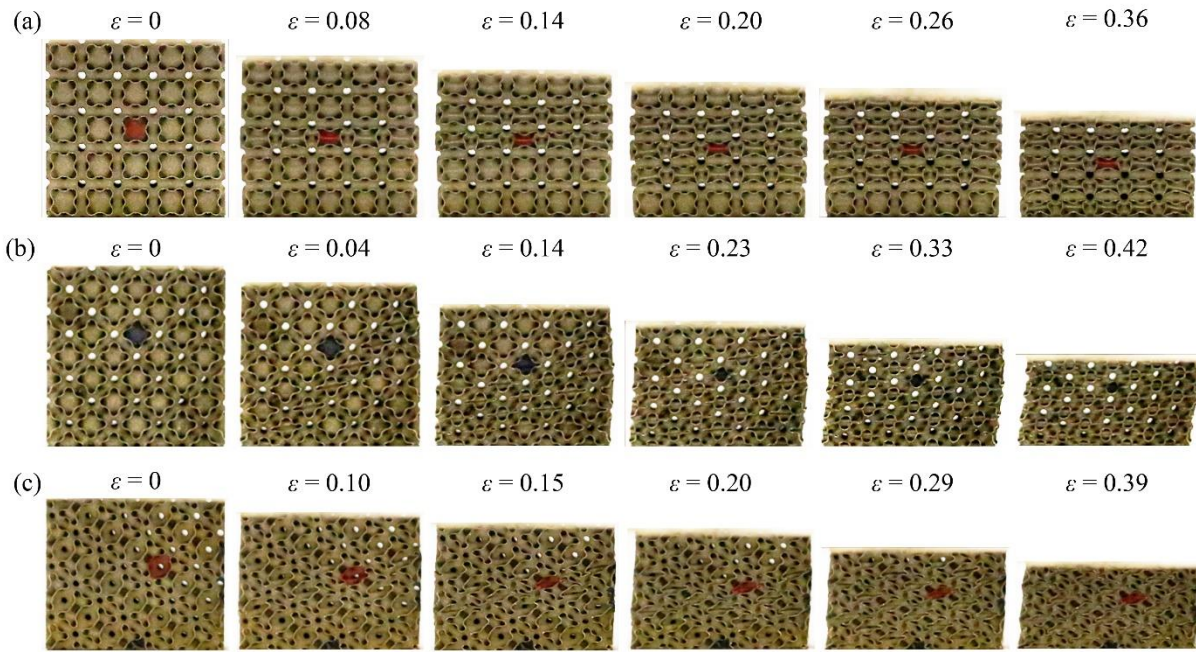 (a) ε = 0 ε = 0.08 ε = 0.14 ε = 0.20 ε = 0.26 ε = 0.36
(b) ε = 0 ε = 0.04 ε = 0.14 ε = 0.23 ε = 0.33 ε = 0.42
(c) ε = 0 ε = 0.10 ε = 0.15 ε = 0.20 ε = 0.29 ε = 0.39